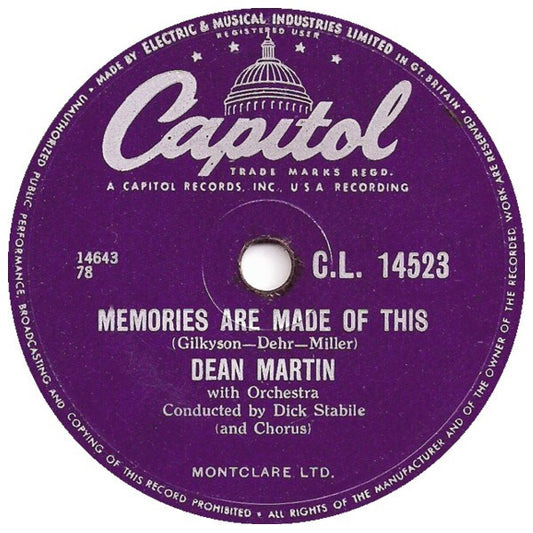 MADE BY ELECTRIC & MUSICAL INDUSTRIES LIMITED IN GT. BRITAIN •
REGISTERED USER
Capitol
TRADE MARKS REGD.
A CAPITOL RECORDS, INC., U S A RECORDING
14643
78
C.L. 14523
MEMORIES ARE MADE OF THIS
(Gilkyson—Dehr—Miller)
DEAN MARTIN
with Orchestra
Conducted by Dick Stabile
(and Chorus)
MONTCLARE LTD.
UNAUTHORIZED PUBLIC PERFORMANCE, BROADCASTING AND COPYING OF THIS RECORD PROHIBITED • ALL RIGHTS OF THE MANUFACTURER AND OF THE OWNER OF THE RECORDED WORK ARE RESERVED